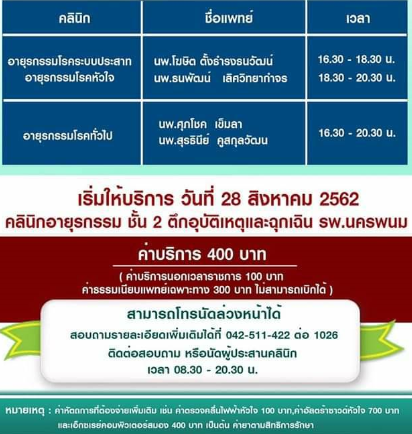 คลินิก ชื่อแพทย์ เวลา
อายุรกรรมโรคระบบประสาท นพ.โฆษิต ตั้งธำรงธนวัฒน์ 16.30 - 18.30 น.
อายุรกรรมโรคหัวใจ นพ.ธนพัฒน์ เลิศวิทยากำจร 18.30 - 20.30 น.
นพ.ศุภโชค เข็มลา
อายุรกรรมโรคทั่วไป 16.30 - 20.30 น.
นพ.สุรธินีย์ คูสกุลวัฒน
เริ่มให้บริการ วันที่ 28 สิงหาคม 2562
คลินิกอายุรกรรม ชั้น 2 ตึกอุบัติเหตุและฉุกเฉิน รพ.นครพนม
ค่าบริการ 400 บาท
( ค่าบริการนอกเวลาราชการ 100 บาท
ค่าธรรมเนียมแพทย์เฉพาะทาง 300 บาท ไม่สามารถเบิกได้ )
สามารถโทรนัดล่วงหน้าได้
สอบถามรายละเอียดเพิ่มเติมได้ที่ 042-511-422 ต่อ 1026
ติดต่อสอบถาม หรือนัดผู้ประสานคลินิก
เวลา 08.30 - 20.30 น.
หมายเหตุ : ค่าหัตถการที่ต้องจ่ายเพิ่มเติม เช่น ค่าตรวจคลื่นไฟฟ้าหัวใจ 100 บาท,ค่าอัลตร้าซาวด์หัวใจ 700 บาท
และเอ็กซเรย์คอมพิวเตอร์สมอง 400 บาท เป็นต้น ค่ายาตามสิทธิการรักษา